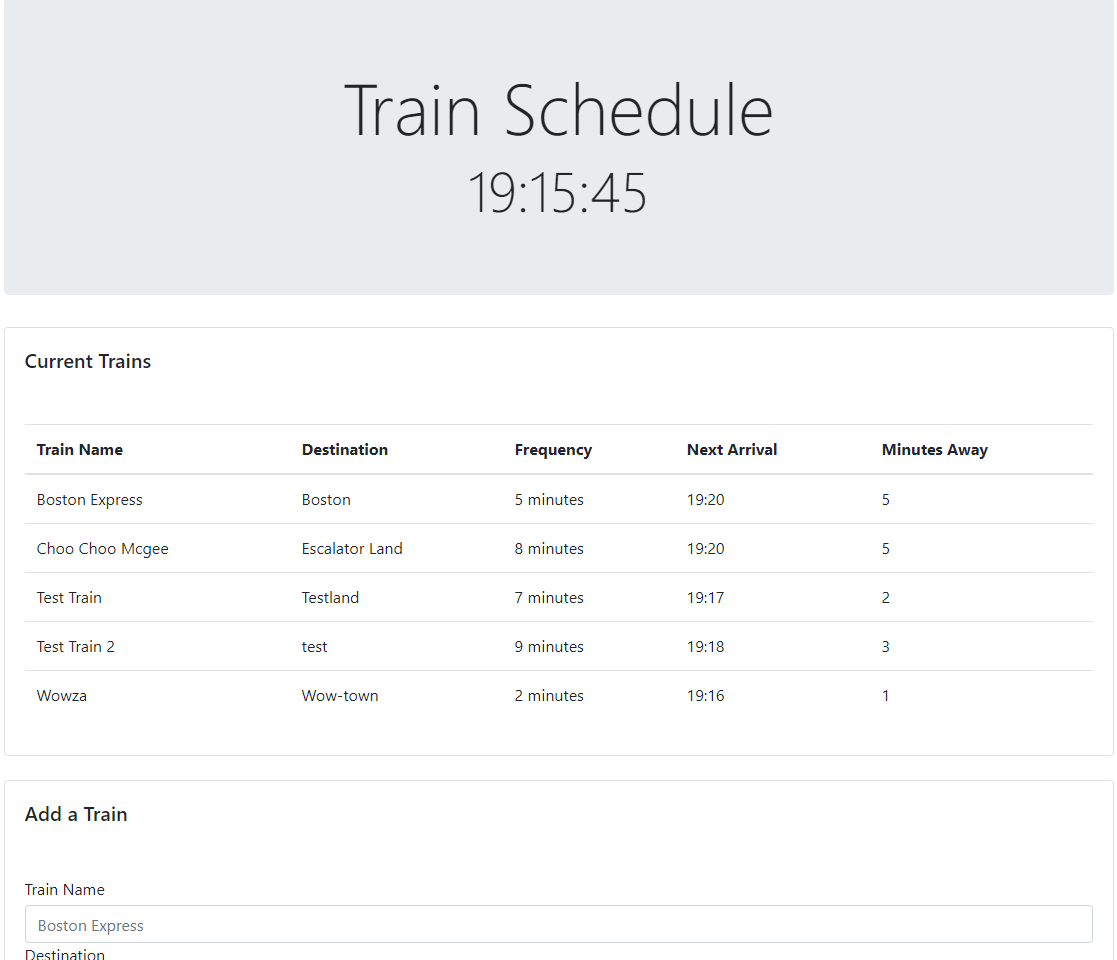 Train Schedule
19:15:45
Current Trains
Train Name Destination Frequency Next Arrival Minutes Away
Boston Express Boston 5 minutes 19:20 5
Choo Choo Mcgee Escalator Land 8 minutes 19:20 5
Test Train Testland 7 minutes 19:17 2
Test Train 2 test 9 minutes 19:18 3
Wowza Wow-town 2 minutes 19:16 1
Add a Train
Train Name
Boston Express
Destination